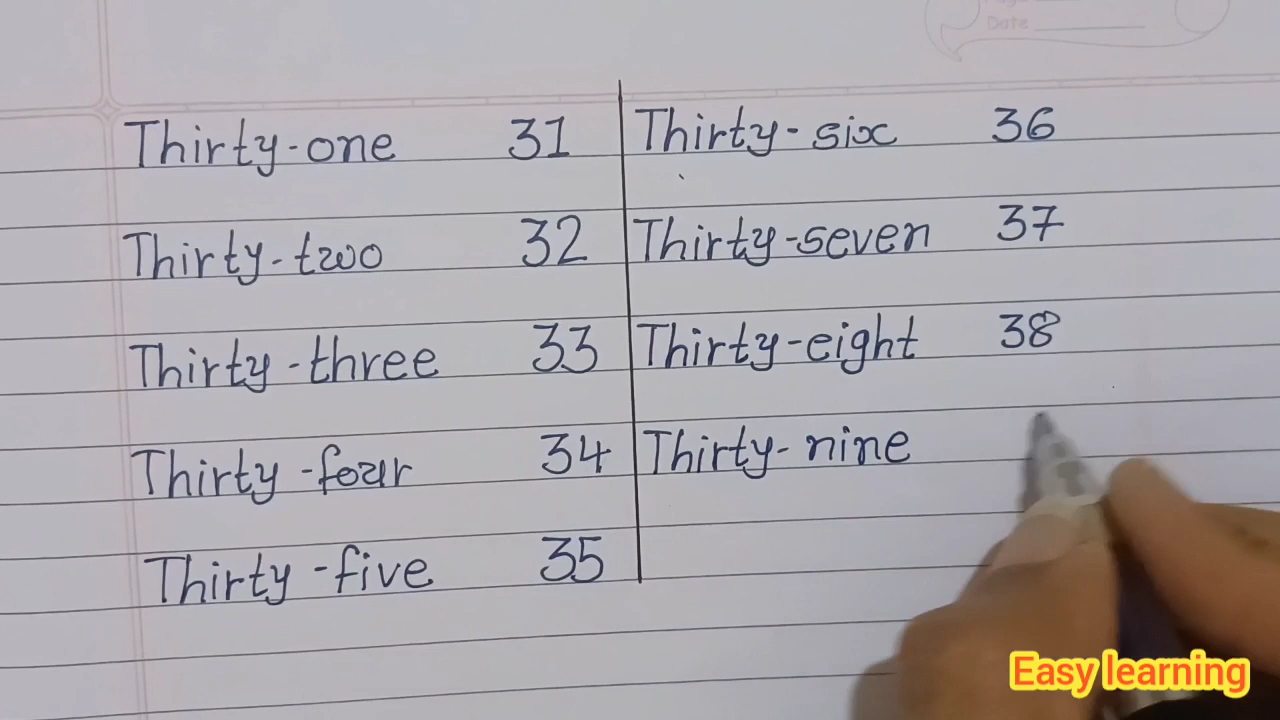 Date
Thirty-one 31
Thirty-two 32
Thirty-three 33
Thirty-four 34
Thirty-five 35
Thirty-six 36
Thirty-seven 37
Thirty-eight 38
Thirty-nine
Easy learning